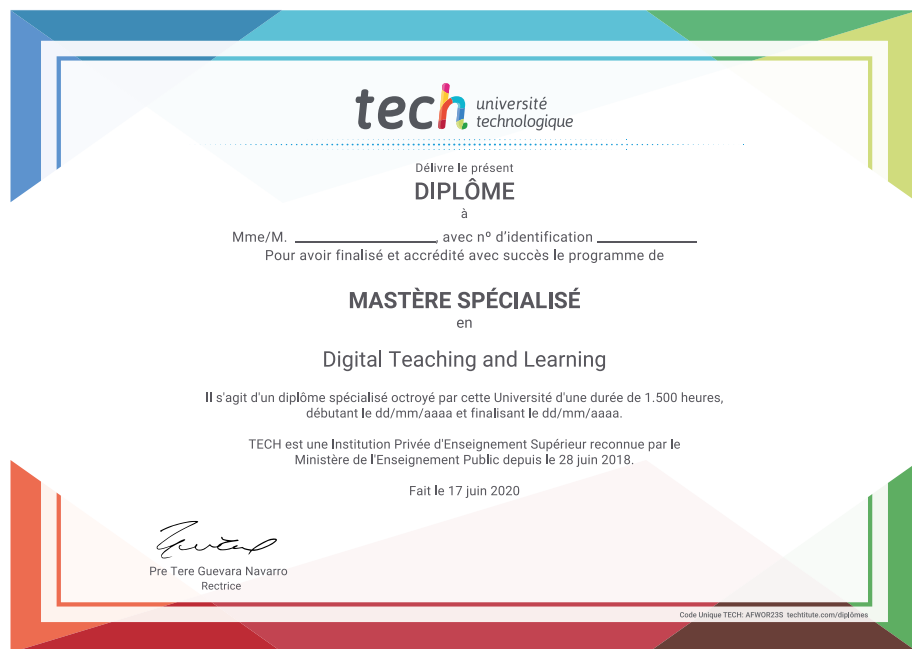 tech université
technologique
Délivre le présent
DIPLÔME
à
Mme/M. ____________, avec nº d'identification ____________
Pour avoir finalisé et accrédité avec succès le programme de
MASTÈRE SPÉCIALISÉ
en
Digital Teaching and Learning
Il s'agit d'un diplôme spécialisé octroyé par cette Université d'une durée de 1.500 heures,
débutant le dd/mm/aaaa et finalisant le dd/mm/aaaa.
TECH est une Institution Privée d'Enseignement Supérieur reconnue par le
Ministère de l'Enseignement Public depuis le 28 juin 2018.
Fait le 17 juin 2020
Pre Tere Guevara Navarro
Rectrice
Code Unique TECH: AFWOR23S techtitute.com/diplômes